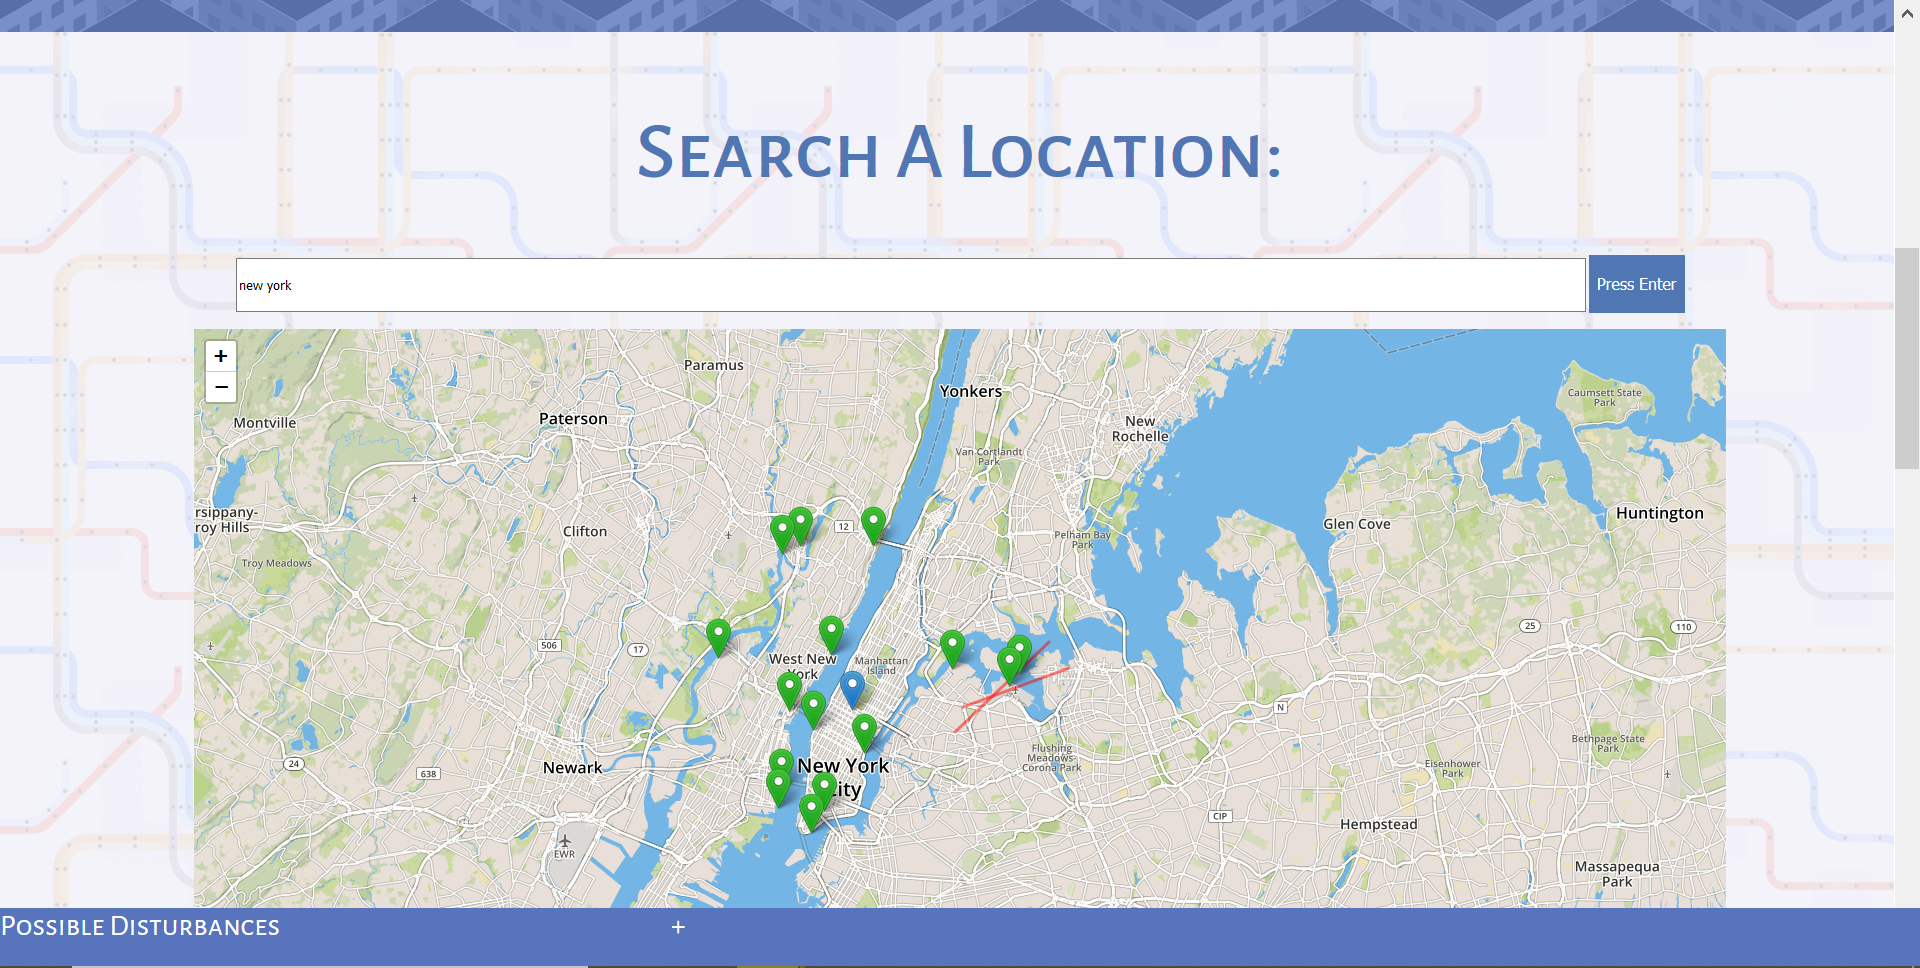 Search A Location:
new york
Press Enter
+
−
Paramus
Yonkers
Caumsett State
Park
Montville
Paterson
New
Rochelle
Van Cortlandt
Park
rsippany-
roy Hills
Clifton
12
Pelham Bay
Park
Glen Cove
Huntington
Troy Meadows
506
17
25
110
West New
York
Manhattan
Island
N
Flushing
Meadows-
Corona Park
Bethpage State
Park
24
638
Newark
New York
City
Eisenhower
Park
CIP
Hempstead
EWR
Massapequa
Park
Possible Disturbances
+